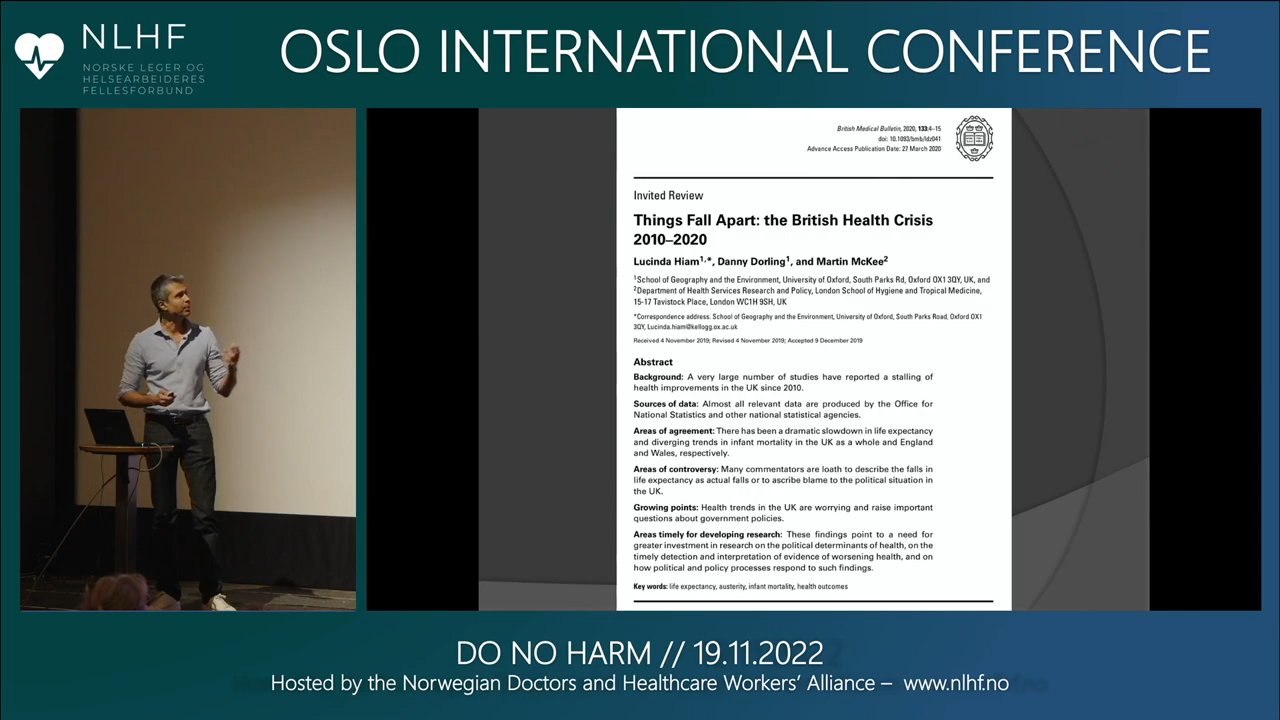 NLHF
NORSKE LEGER OG
HELSEARBEIDERES
FELLESFORBUND
OSLO INTERNATIONAL CONFERENCE
British Medical Bulletin, 2020, 133:4–15
doi: 10.1093/bmb/ldz041
Advance Access Publication Date: 27 March 2020
Invited Review
Things Fall Apart: the British Health Crisis
2010–2020
Lucinda Hiam1,*, Danny Dorling1, and Martin McKee2
1School of Geography and the Environment, University of Oxford, South Parks Rd, Oxford OX1 3QY, UK, and
2Department of Health Services Research and Policy, London School of Hygiene and Tropical Medicine,
15-17 Tavistock Place, London WC1H 9SH, UK
*Correspondence address. School of Geography and the Environment, University of Oxford, South Parks Road, Oxford OX1
3QY, Lucinda.hiam@kellogg.ox.ac.uk
Received 4 November 2019; Revised 4 November 2019; Accepted 9 December 2019
Abstract
Background: A very large number of studies have reported a stalling of
health improvements in the UK since 2010.
Sources of data: Almost all relevant data are produced by the Office for
National Statistics and other national statistical agencies.
Areas of agreement: There has been a dramatic slowdown in life expectancy
and diverging trends in infant mortality in the UK as a whole and England
and Wales, respectively.
Areas of controversy: Many commentators are loath to describe the falls in
life expectancy as actual falls or to ascribe blame to the political situation in
the UK.
Growing points: Health trends in the UK are worrying and raise important
questions about government policies.
Areas timely for developing research: These findings point to a need for
greater investment in research on the political determinants of health, on the
timely detection and interpretation of evidence of worsening health, and on
how political and policy processes respond to such findings.
Key words: life expectancy, austerity, infant mortality, health outcomes
DO NO HARM // 19.11.2022
Hosted by the Norwegian Doctors and Healthcare Workers' Alliance – www.nlhf.no